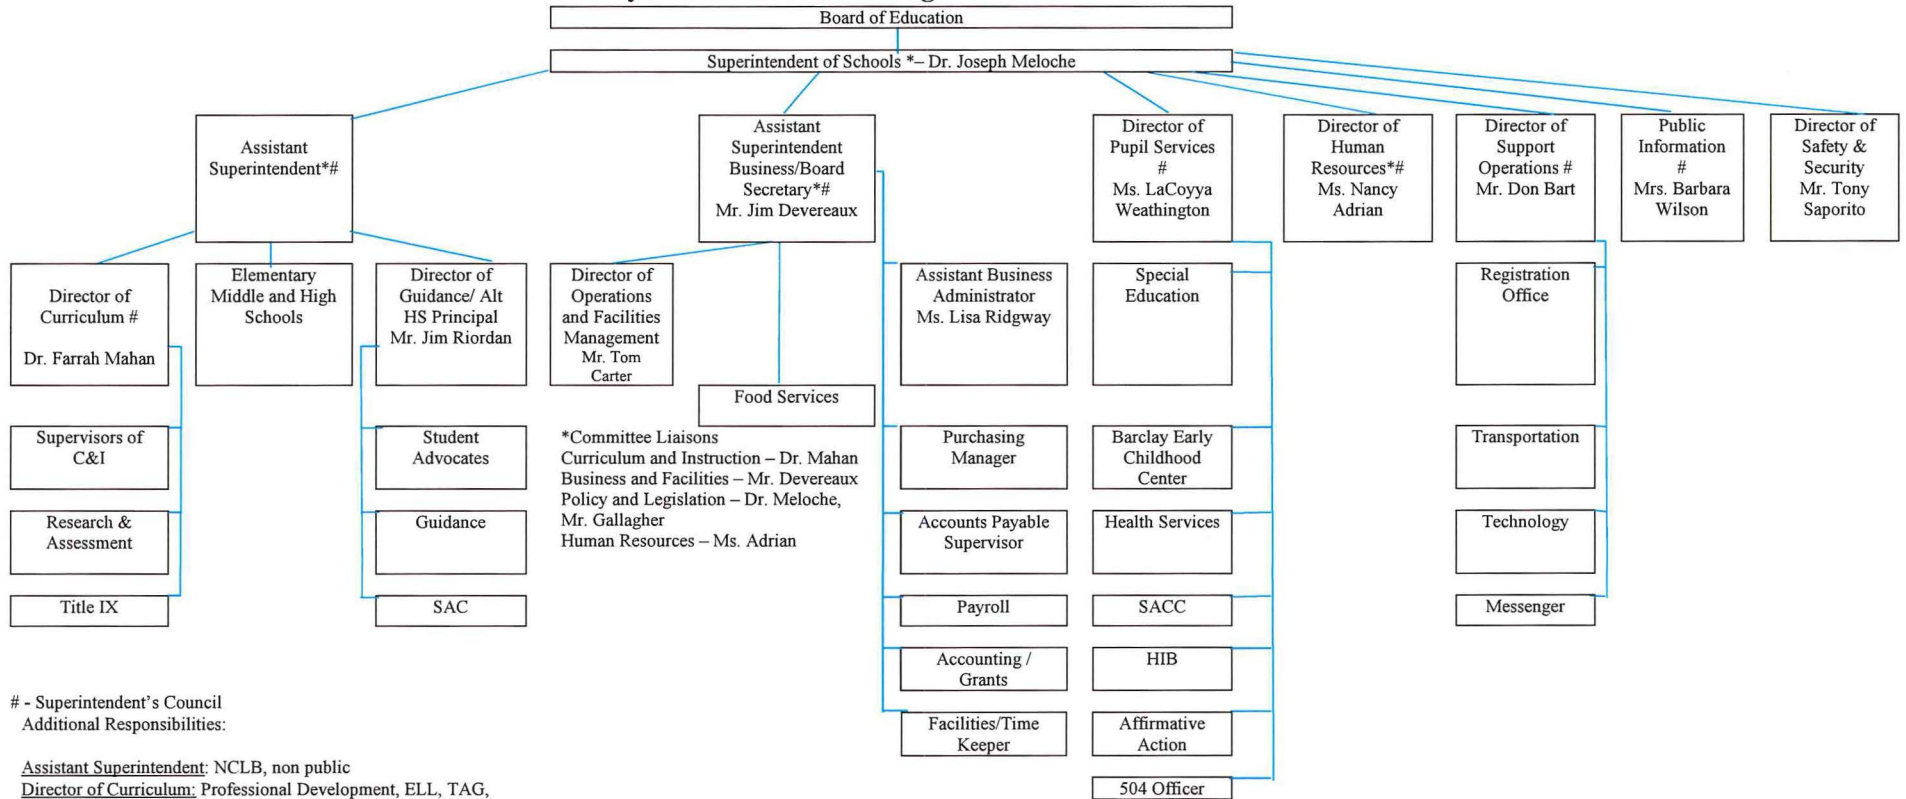 Board of Education
Superintendent of Schools *– Dr. Joseph Meloche
Assistant
Superintendent*#
Assistant
Superintendent
Business/Board
Secretary*#
Mr. Jim Devereaux
Director of
Pupil Services
#
Ms. LaCoyya
Weathington
Director of
Human
Resources*#
Ms. Nancy
Adrian
Director of
Support
Operations #
Mr. Don Bart
Public
Information
#
Mrs. Barbara
Wilson
Director of
Safety &
Security
Mr. Tony
Saporito
Director of
Curriculum #
Dr. Farrah Mahan
Elementary
Middle and High
Schools
Director of
Guidance/ Alt
HS Principal
Mr. Jim Riordan
Director of
Operations
and Facilities
Management
Mr. Tom
Carter
Assistant Business
Administrator
Ms. Lisa Ridgway
Special
Education
Registration
Office
Food Services
Supervisors of
C&I
Student
Advocates
*Committee Liaisons
Curriculum and Instruction – Dr. Mahan
Business and Facilities – Mr. Devereaux
Policy and Legislation – Dr. Meloche,
Mr. Gallagher
Human Resources – Ms. Adrian
Purchasing
Manager
Barclay Early
Childhood
Center
Transportation
Research &
Assessment
Guidance
Accounts Payable
Supervisor
Health Services
Technology
Title IX
SAC
Payroll
SACC
Messenger
Accounting /
Grants
HIB
# - Superintendent's Council
Additional Responsibilities:
Facilities/Time
Keeper
Affirmative
Action
Assistant Superintendent: NCLB, non public
Director of Curriculum: Professional Development, ELL, TAG,
504 Officer